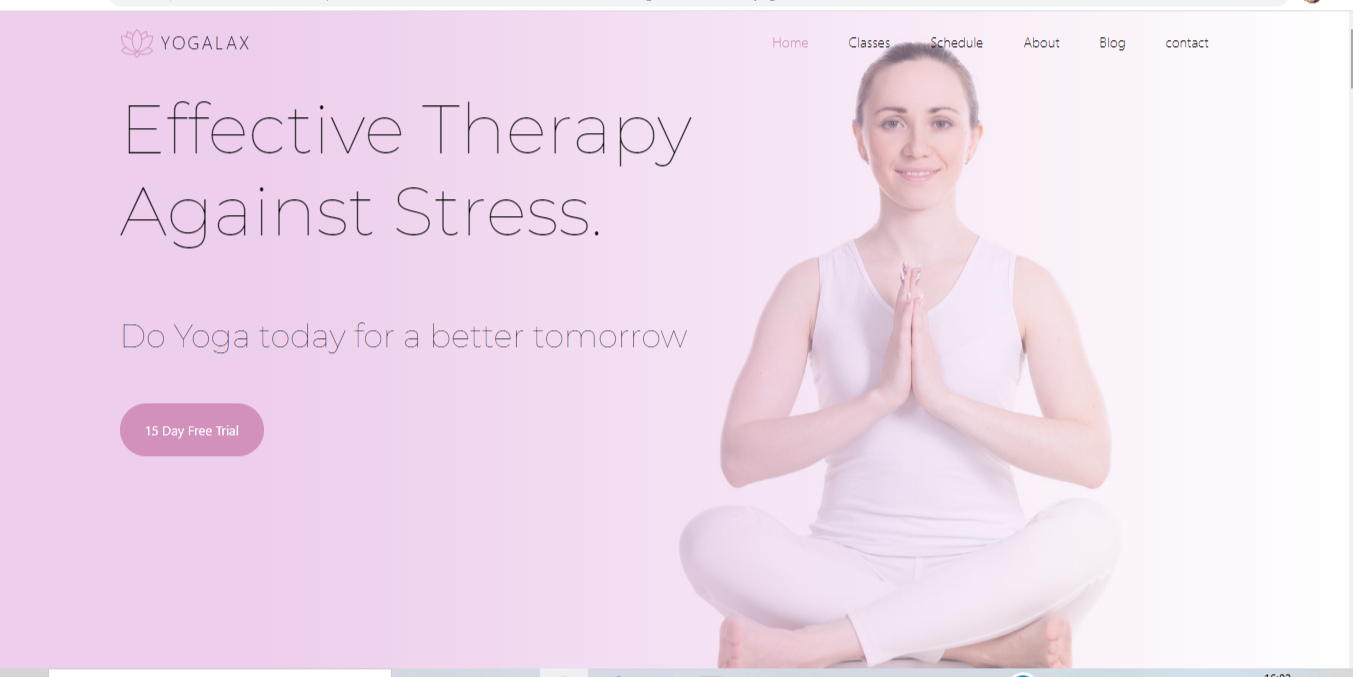 YOGALAX
Home Classes Schedule About Blog contact
Effective Therapy
Against Stress.
Do Yoga today for a better tomorrow
15 Day Free Trial